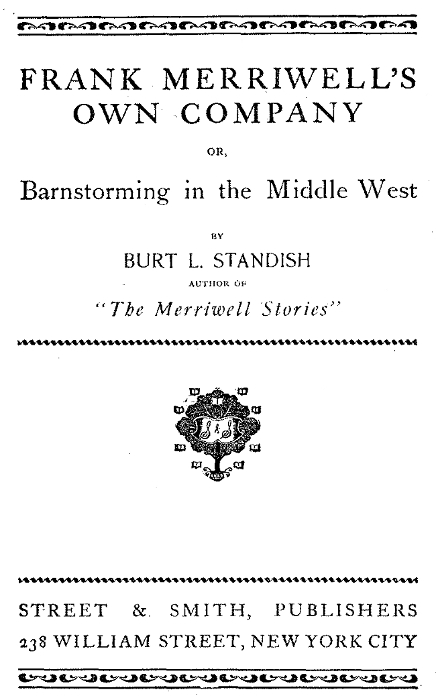 FRANK MERRIWELL'S
OWN COMPANY
OR,
Barnstorming in the Middle West
BY
BURT L. STANDISH
AUTHOR OF
"The Merriwell Stories"
S & S
STREET & SMITH, PUBLISHERS
238 WILLIAM STREET, NEW YORK CITY